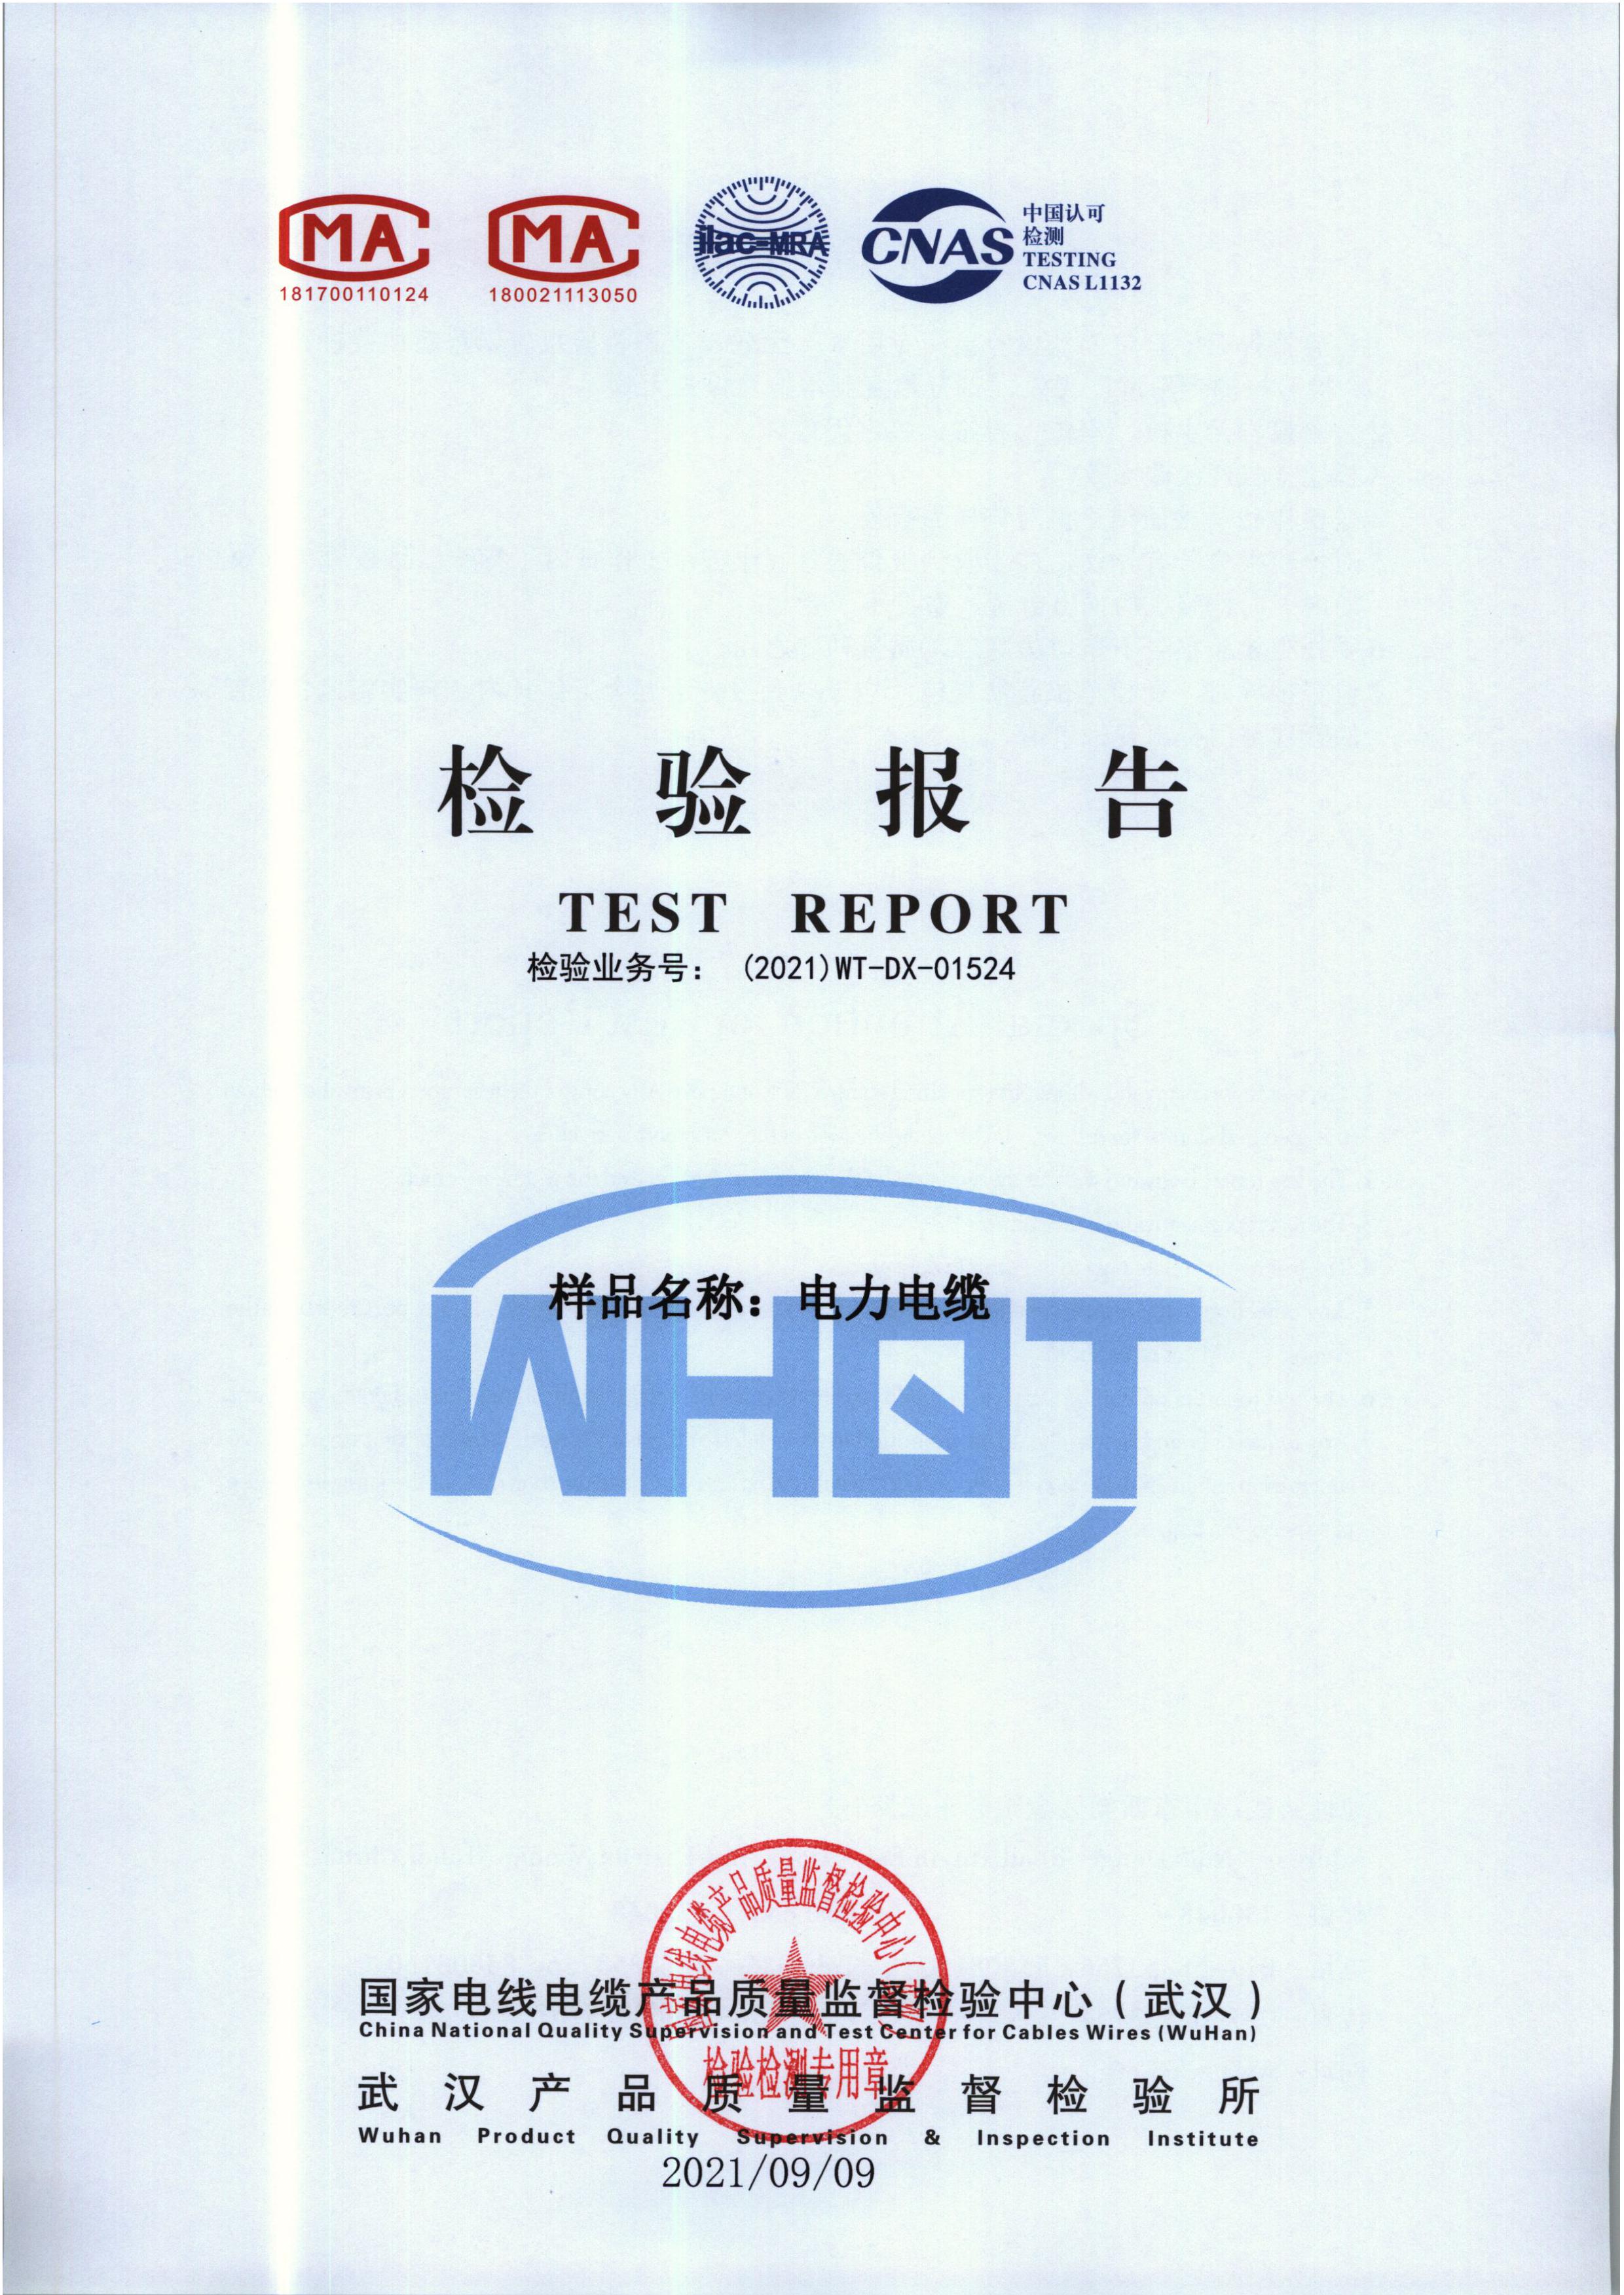 MA
181700110124
MA
180021113050
ilac-MRA
CNAS
中国认可
检测
TESTING
CNAS L1132
检 验 报 告
TEST REPORT
检验业务号： (2021)WT-DX-01524
样品名称：电力电缆
WHQT
国家电线电缆产品质量监督检验中心（武汉）
检验检测专用章
国家电线电缆产品质量监督检验中心（武汉）
China National Quality Supervision and Test Center for Cables Wires (WuHan)
武汉产品质量监督检验所
Wuhan Product Quality Supervision & Inspection Institute
2021/09/09